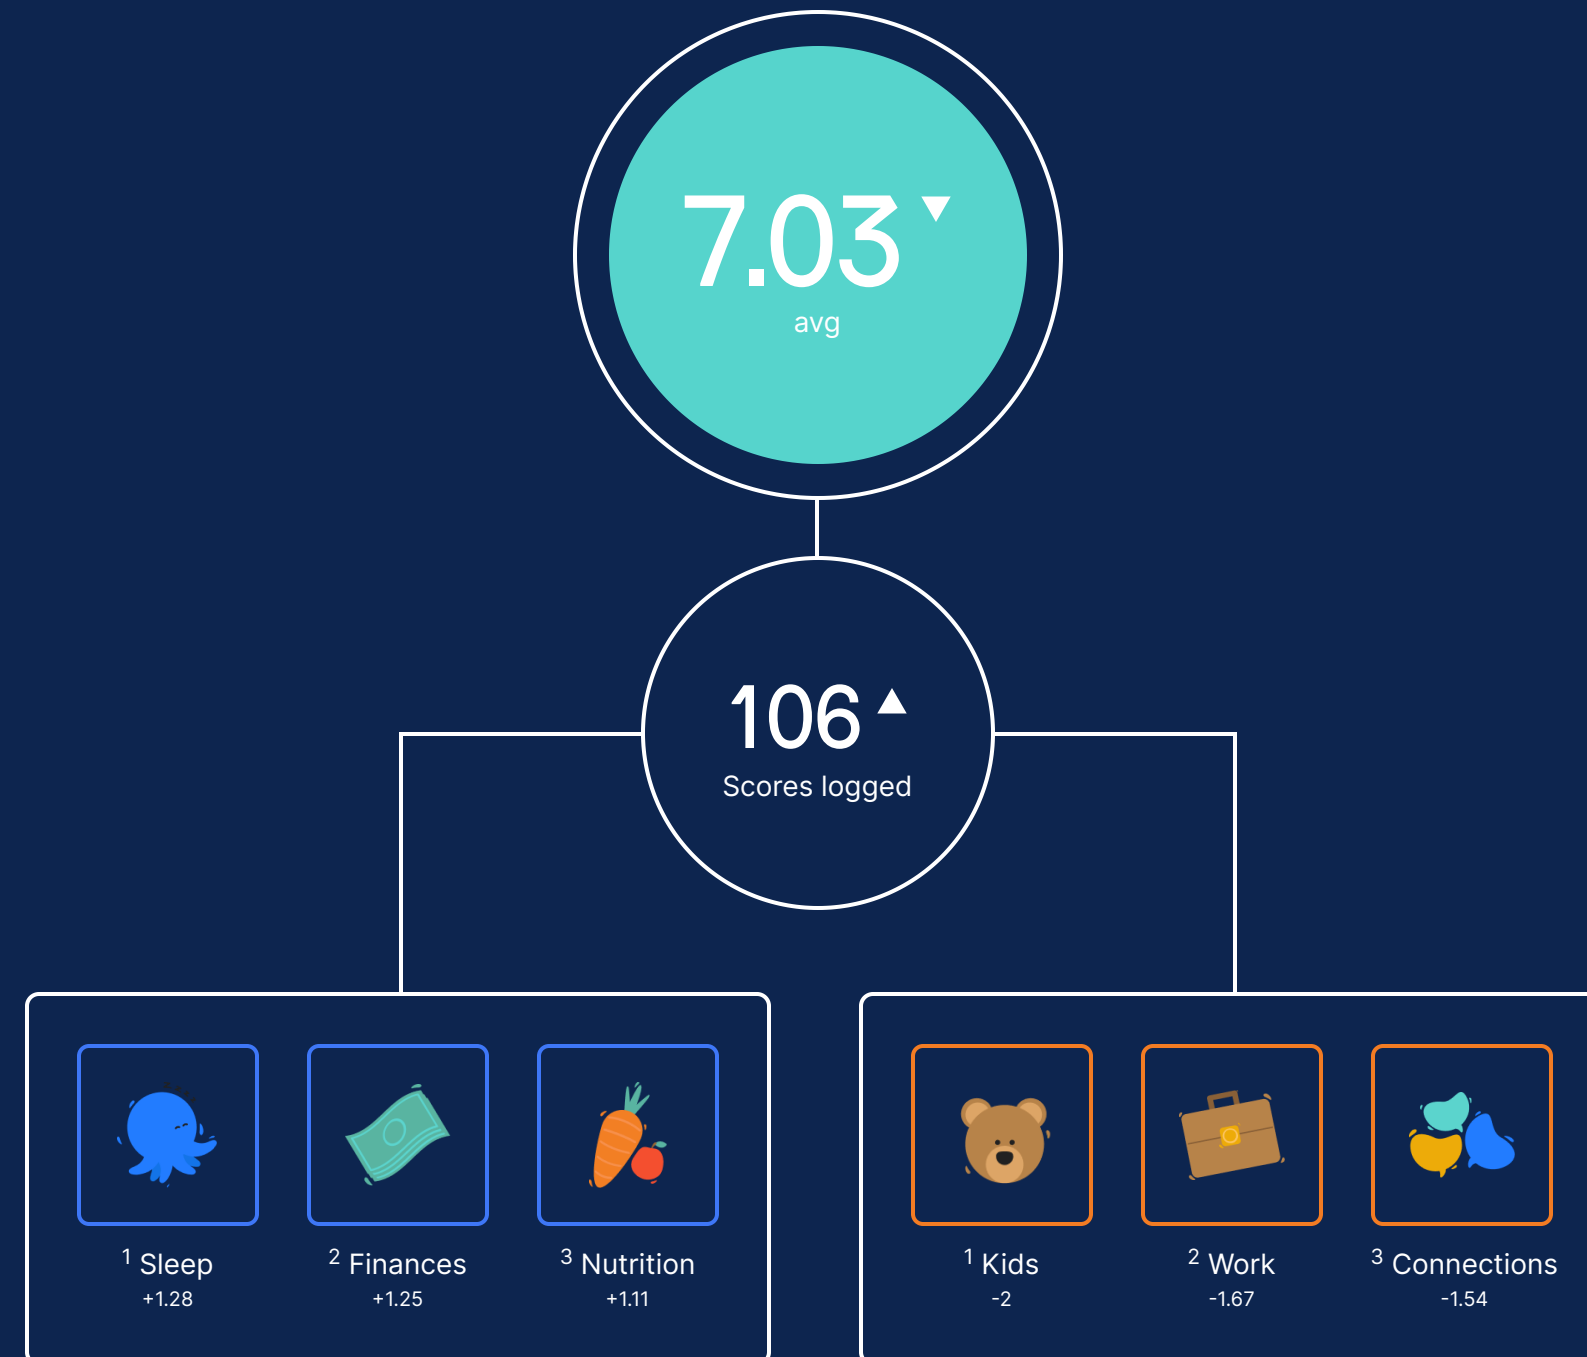 7.03 ▼
avg
106 ▲
Scores logged
1 Sleep
+1.28
2 Finances
+1.25
3 Nutrition
+1.11
1 Kids
-2
2 Work
-1.67
3 Connections
-1.54